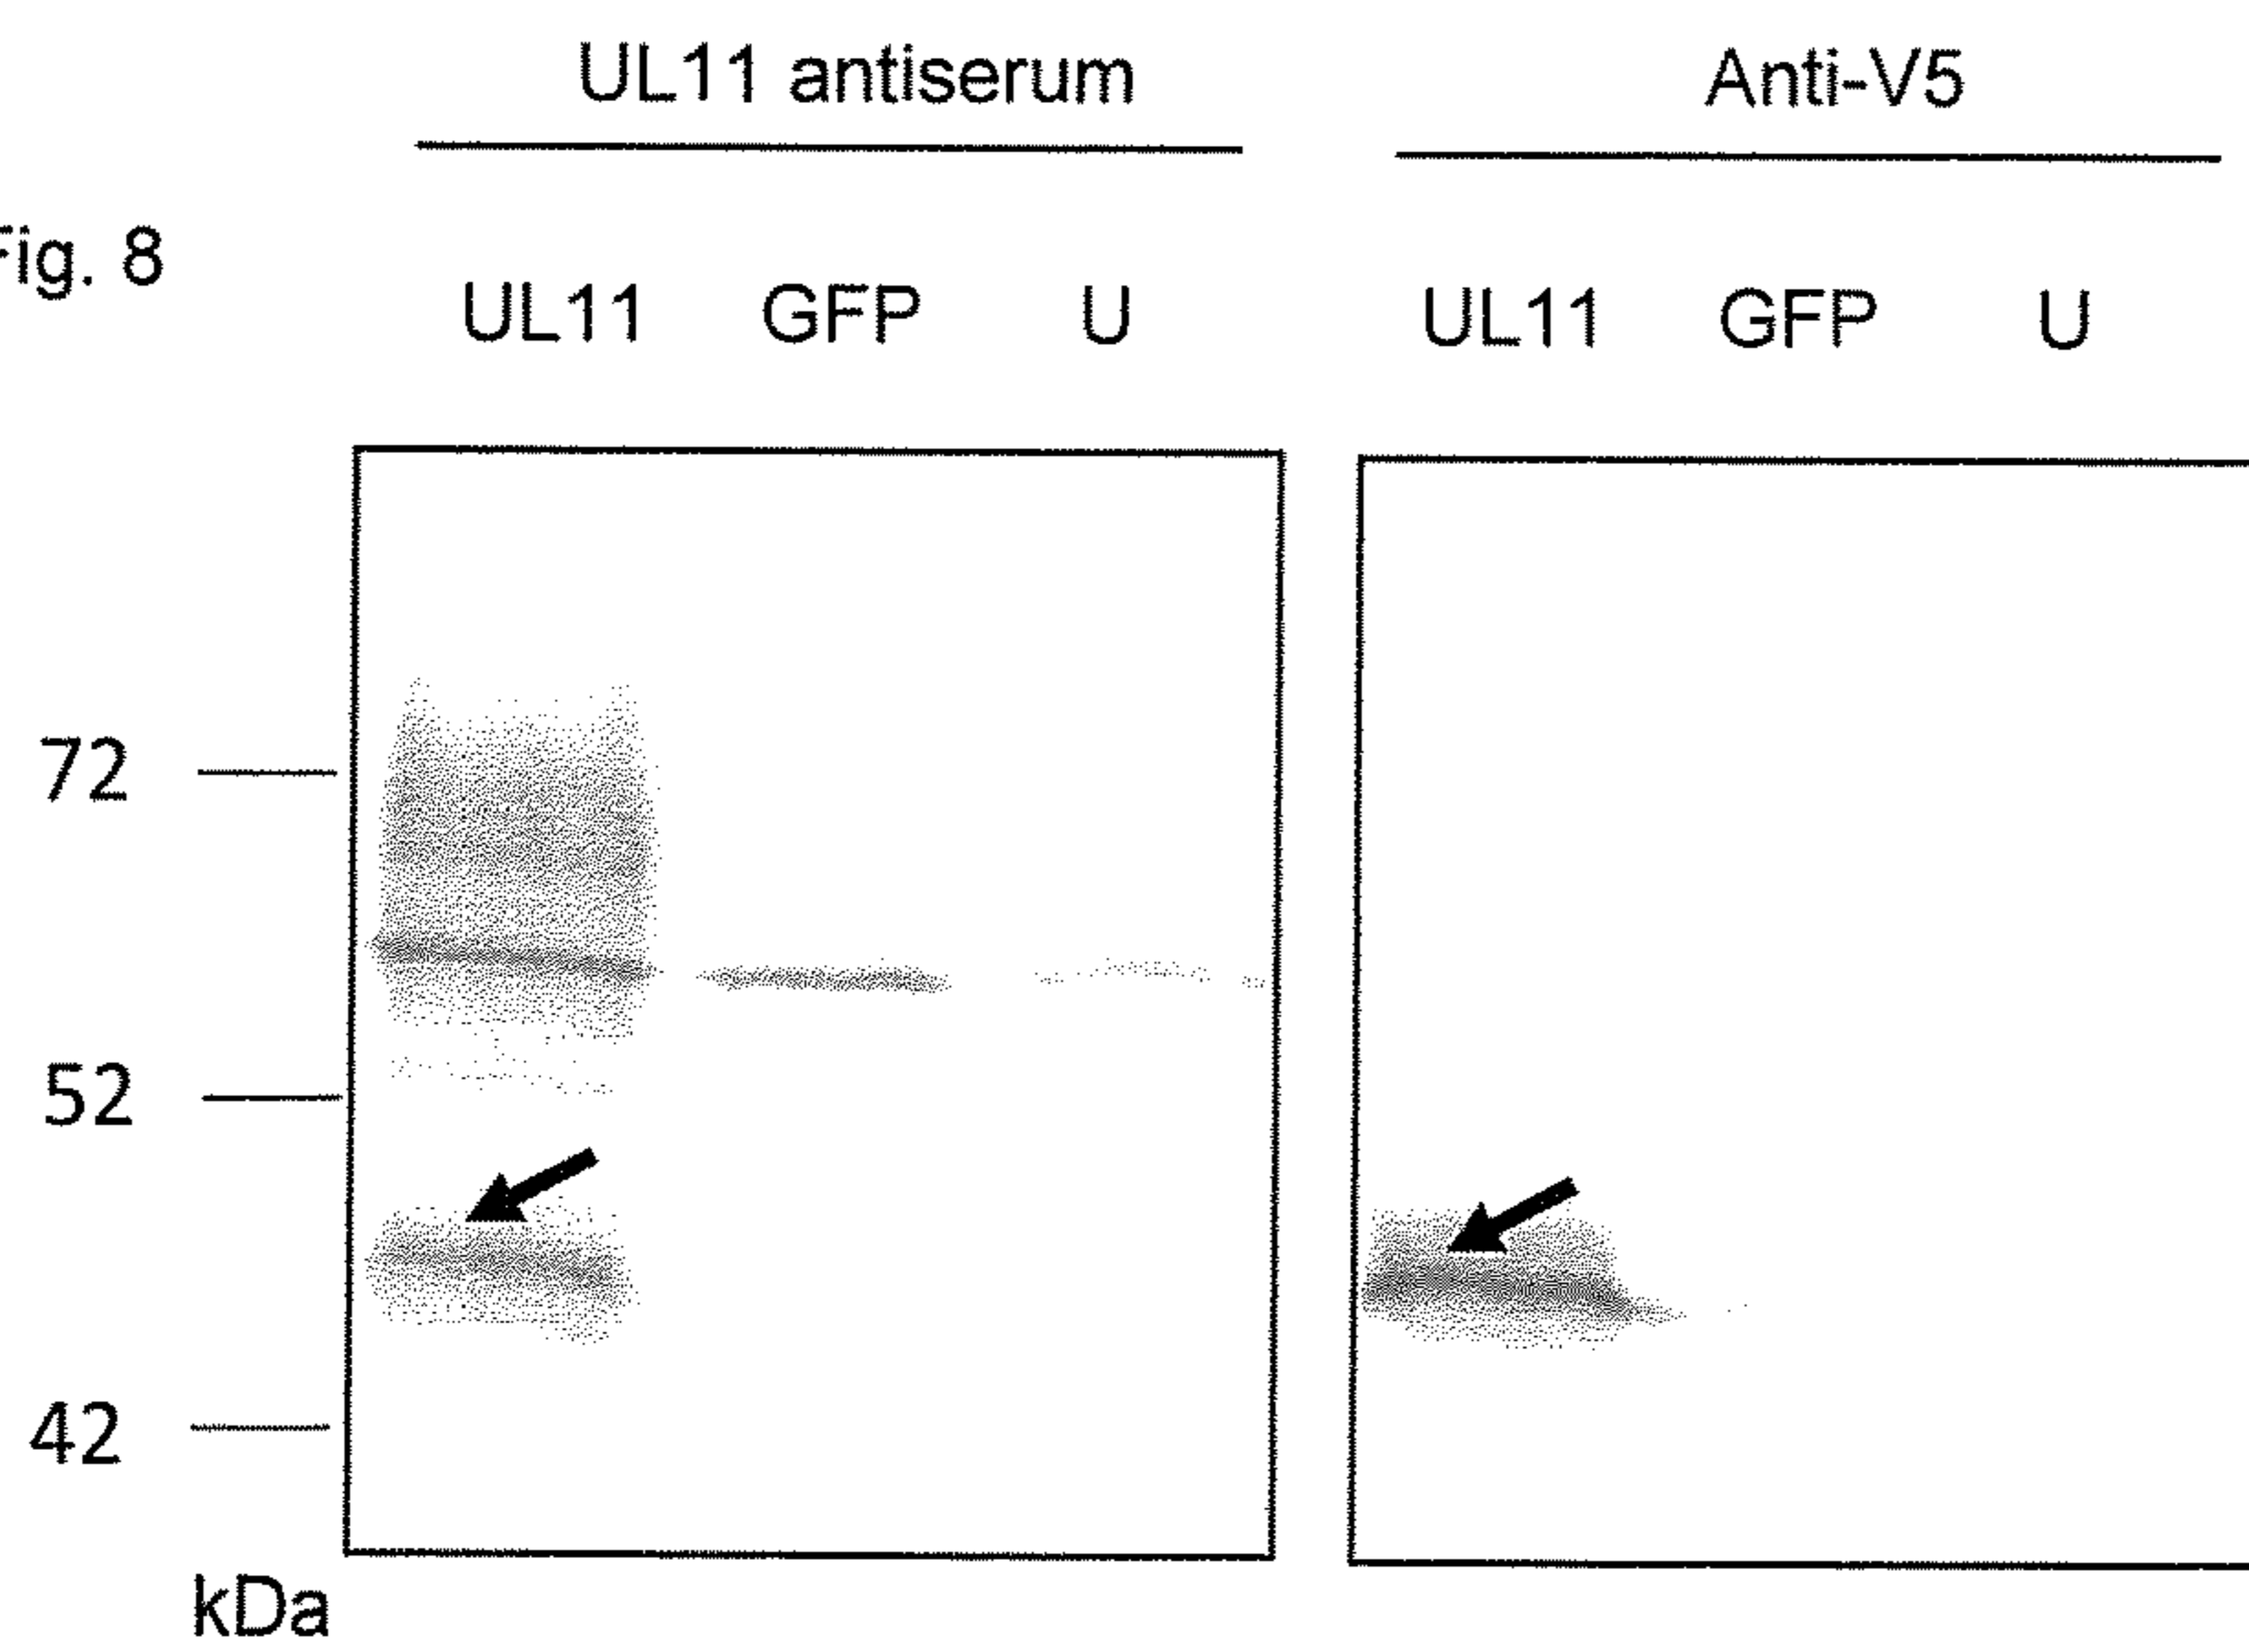 UL11 antiserum Anti-V5
Fig. 8
UL11 GFP U UL11 GFP U
72
52
42
kDa